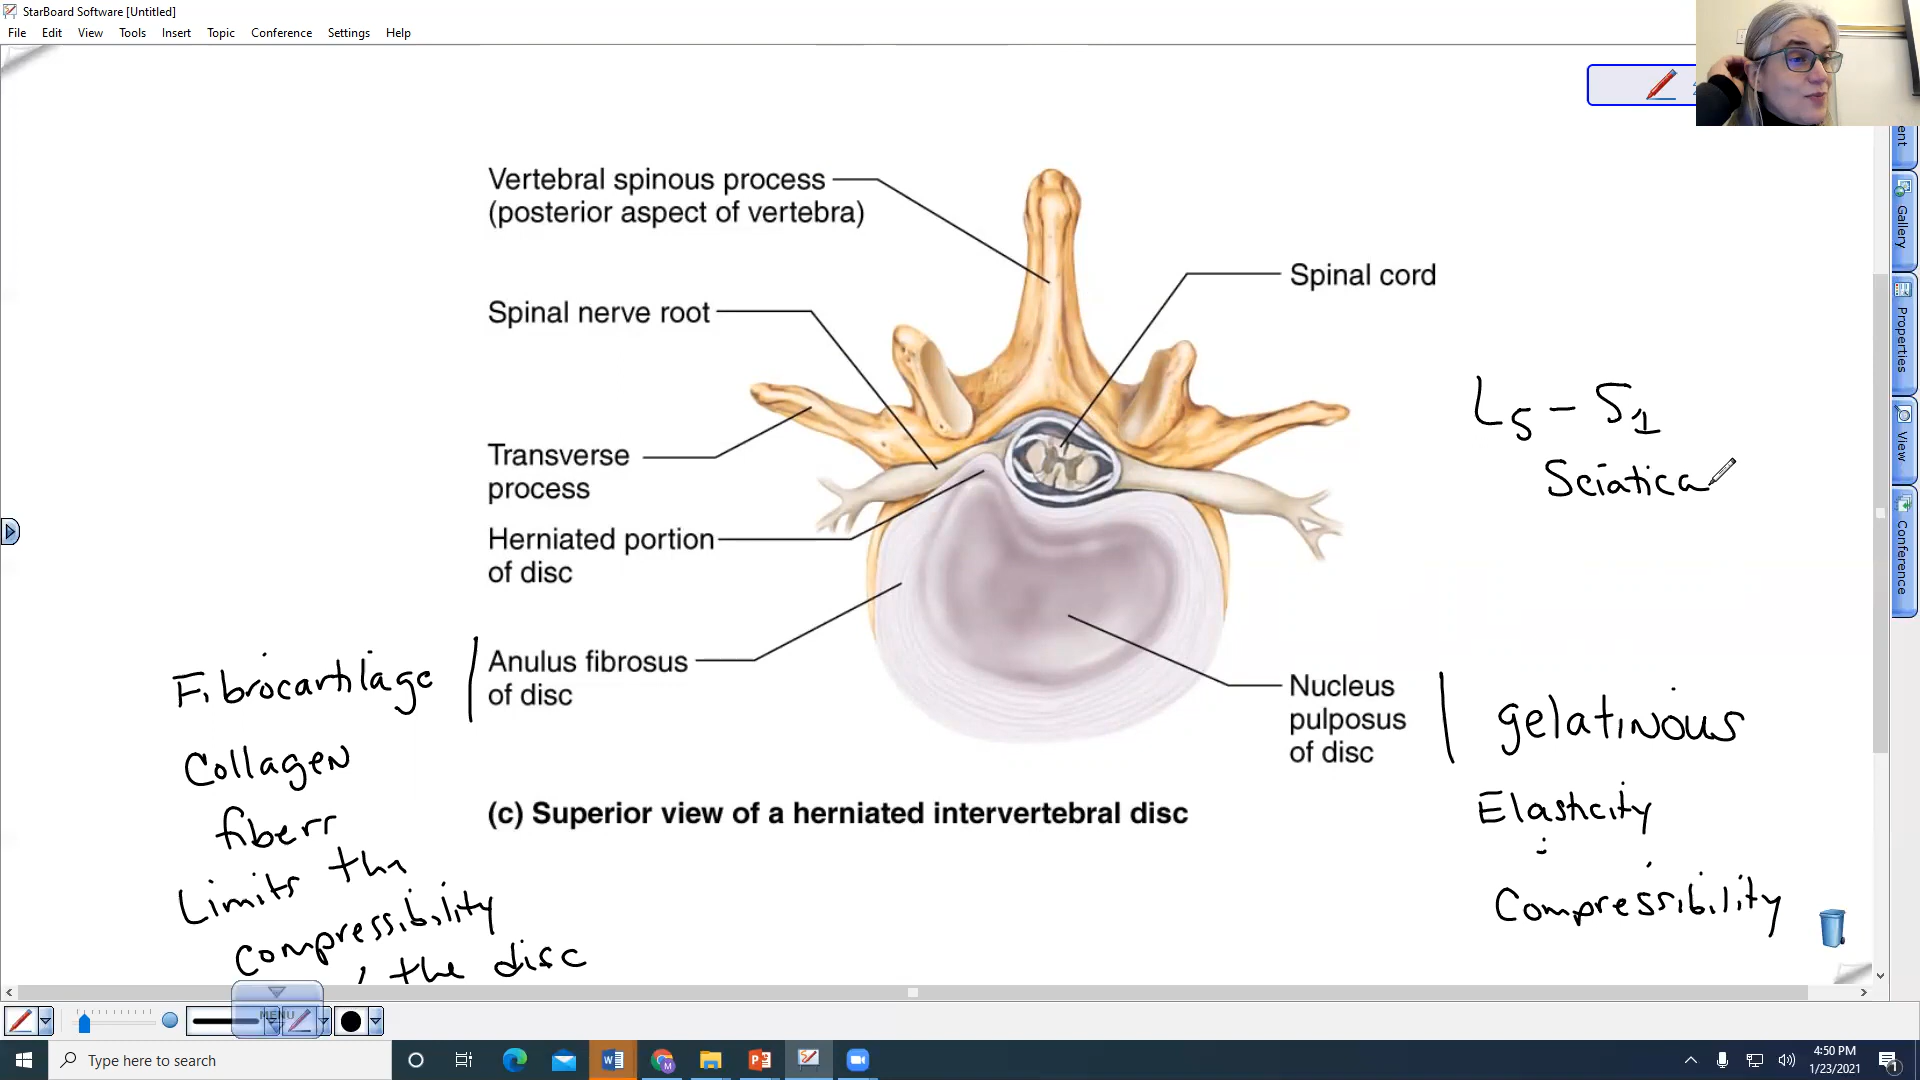 StarBoard Software [Untitled]
File Edit View Tools Insert Topic Conference Settings Help
Vertebral spinous process
(posterior aspect of vertebra)
Spinal cord
Spinal nerve root
L5 - S1
Sciatica
Transverse
process
Herniated portion
of disc
Fibrocartilage
Anulus fibrosus
of disc
Collagen
fibers
Limits the
compressibility
the disc
Nucleus
pulposus
of disc
gelatinous
Elasticity
Compressibility
(c) Superior view of a herniated intervertebral disc
Gallery
Properties
View
Conference
MENU
Type here to search
4:50 PM
1/23/2021